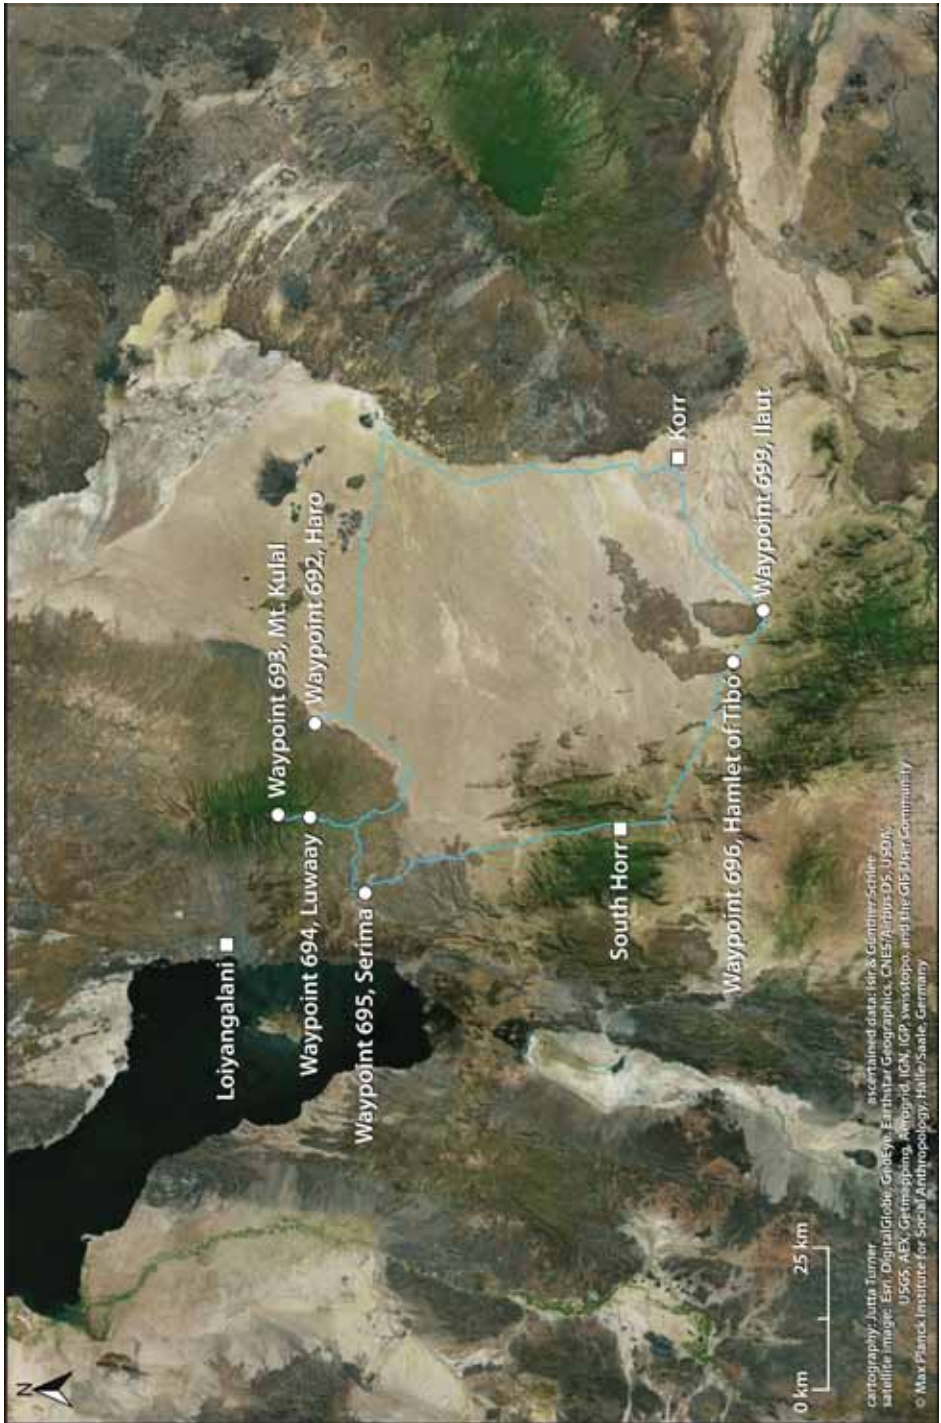 N
Loiyangalani
Waypoint 693, Mt. Kulal
Waypoint 694, Luwaay
Waypoint 692, Haro
Waypoint 695, Serima
South Horr
Korr
Waypoint 696, Hamlet of Tibo
Waypoint 699, Ilaut
0 km 25 km
cartography: Jutta Turner ascertained data: Isir & Günther Schlee
satellite image: Esri, DigitalGlobe, GeoEye, Earthstar Geographics, CNES/Airbus DS, USDA,
USGS, AEX, Getmapping, Aerogrid, IGN, IGP, swisstopo, and the GIS User Community
© Max Planck Institute for Social Anthropology, Halle/Saale, Germany